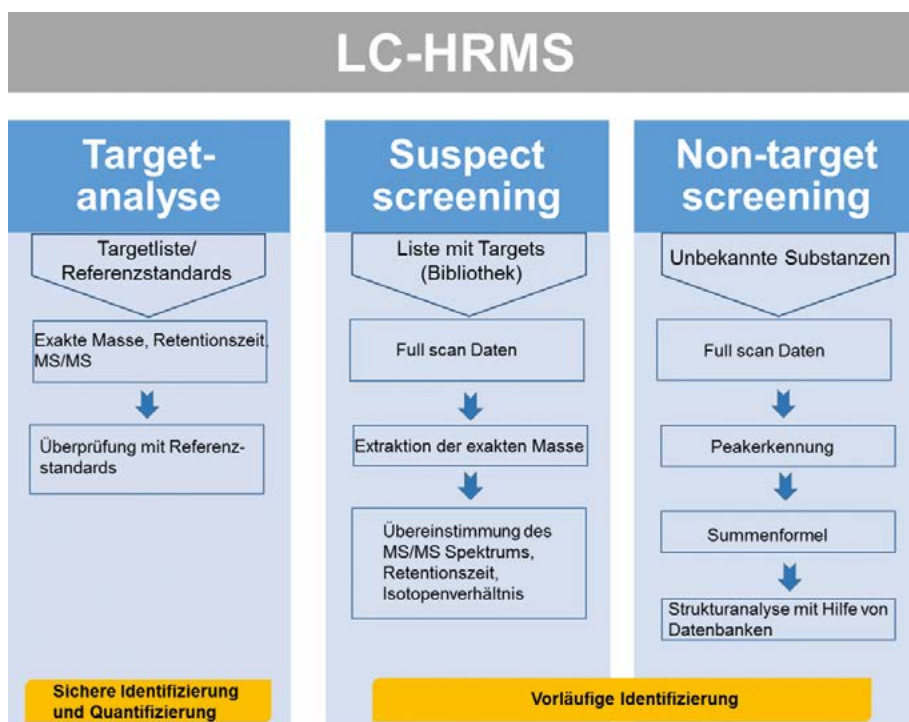 LC-HRMS
Target-
analyse
Targetliste/
Referenzstandards
Exakte Masse, Retentionszeit,
MS/MS
Überprüfung mit Referenz-
standards
Sichere Identifizierung
und Quantifizierung
Suspect
screening
Liste mit Targets
(Bibliothek)
Full scan Daten
Extraktion der exakten Masse
Übereinstimmung des
MS/MS Spektrums,
Retentionszeit,
Isotopenverhältnis
Non-target
screening
Unbekannte Substanzen
Full scan Daten
Peakerkennung
Summenformel
Strukturanalyse mit Hilfe von
Datenbanken
Vorläufige Identifizierung